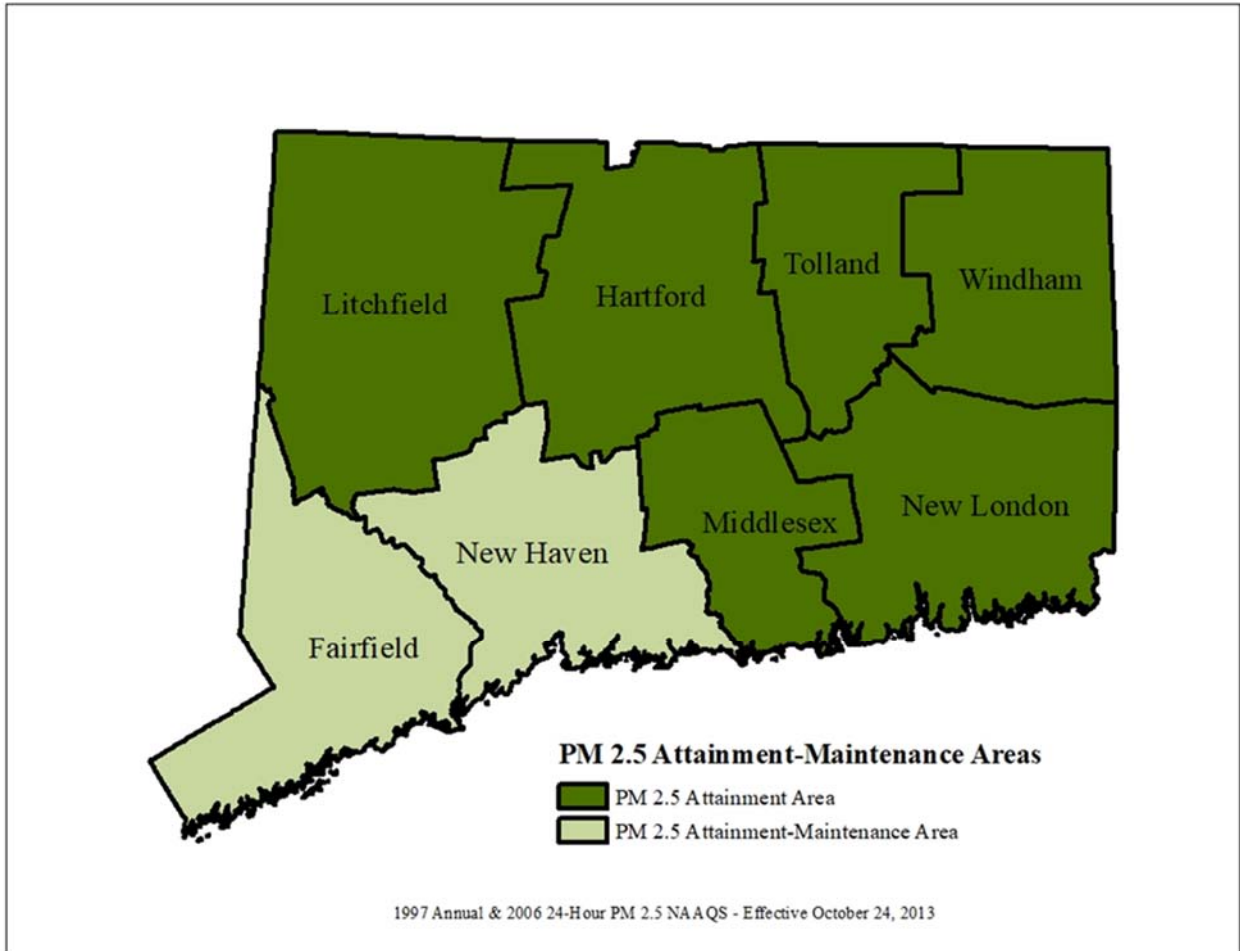 Litchfield
Hartford
Tolland
Windham
New Haven
Middlesex
New London
Fairfield
PM 2.5 Attainment-Maintenance Areas
PM 2.5 Attainment Area
PM 2.5 Attainment-Maintenance Area
1997 Annual & 2006 24-Hour PM 2.5 NAAQS - Effective October 24, 2013